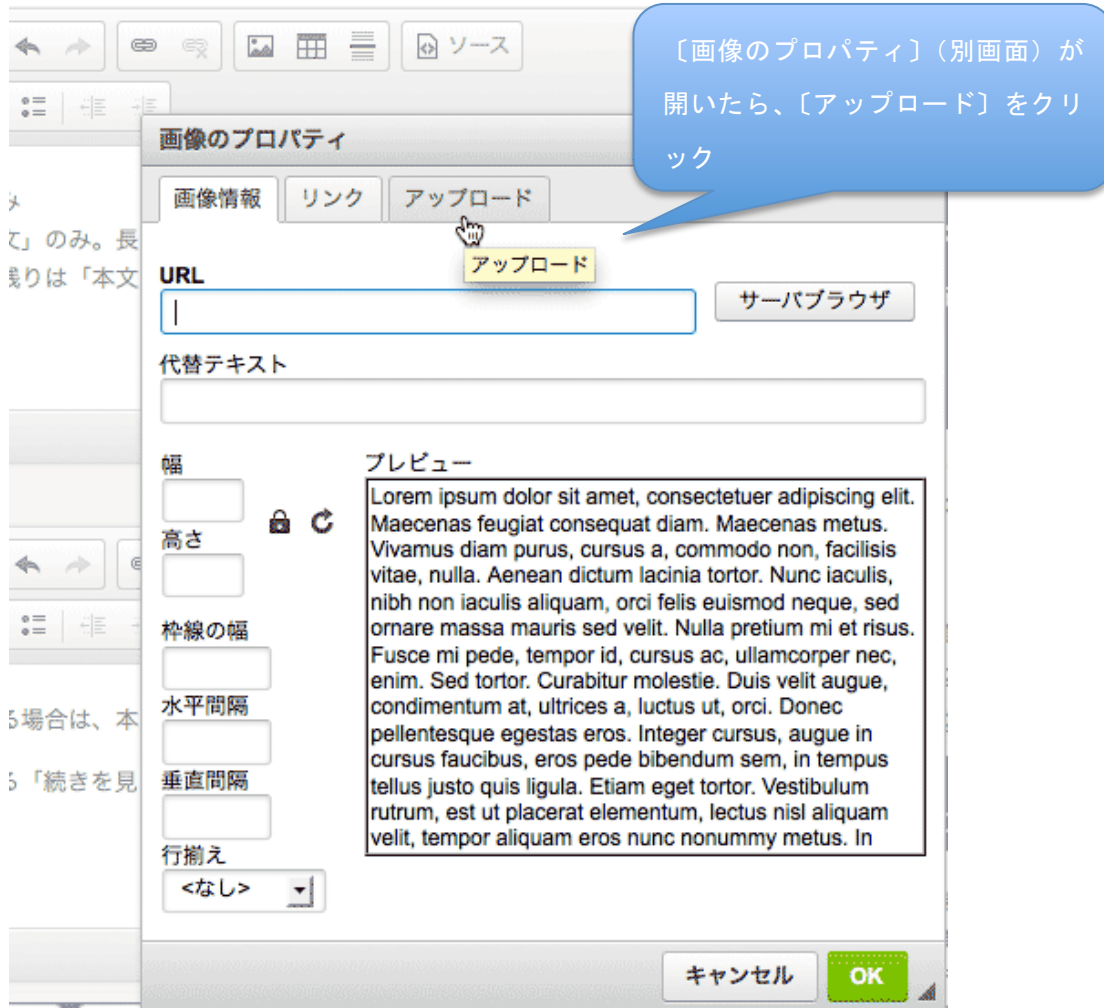 ソース
〔画像のプロパティ〕（別画面）が
開いたら、〔アップロード〕をクリ
ック
画像のプロパティ
画像情報
リンク
アップロード
み
文」のみ。長
残りは「本文
アップロード
URL
サーバブラウザ
代替テキスト
幅
プレビュー
高さ
Lorem ipsum dolor sit amet, consectetuer adipiscing elit.
Maecenas feugiat consequat diam. Maecenas metus.
Vivamus diam purus, cursus a, commodo non, facilisis
vitae, nulla. Aenean dictum lacinia tortor. Nunc iaculis,
nibh non iaculis aliquam, orci felis euismod neque, sed
ornare massa mauris sed velit. Nulla pretium mi et risus.
Fusce mi pede, tempor id, cursus ac, ullamcorper nec,
enim. Sed tortor. Curabitur molestie. Duis velit augue,
condimentum at, ultrices a, luctus ut, orci. Donec
pellentesque egestas eros. Integer cursus, augue in
cursus faucibus, eros pede bibendum sem, in tempus
tellus justo quis ligula. Etiam eget tortor. Vestibulum
rutrum, est ut placerat elementum, lectus nisl aliquam
velit, tempor aliquam eros nunc nonummy metus. In
枠線の幅
水平間隔
垂直間隔
行揃え
<なし>
る場合は、本
る「続きを見
キャンセル
OK